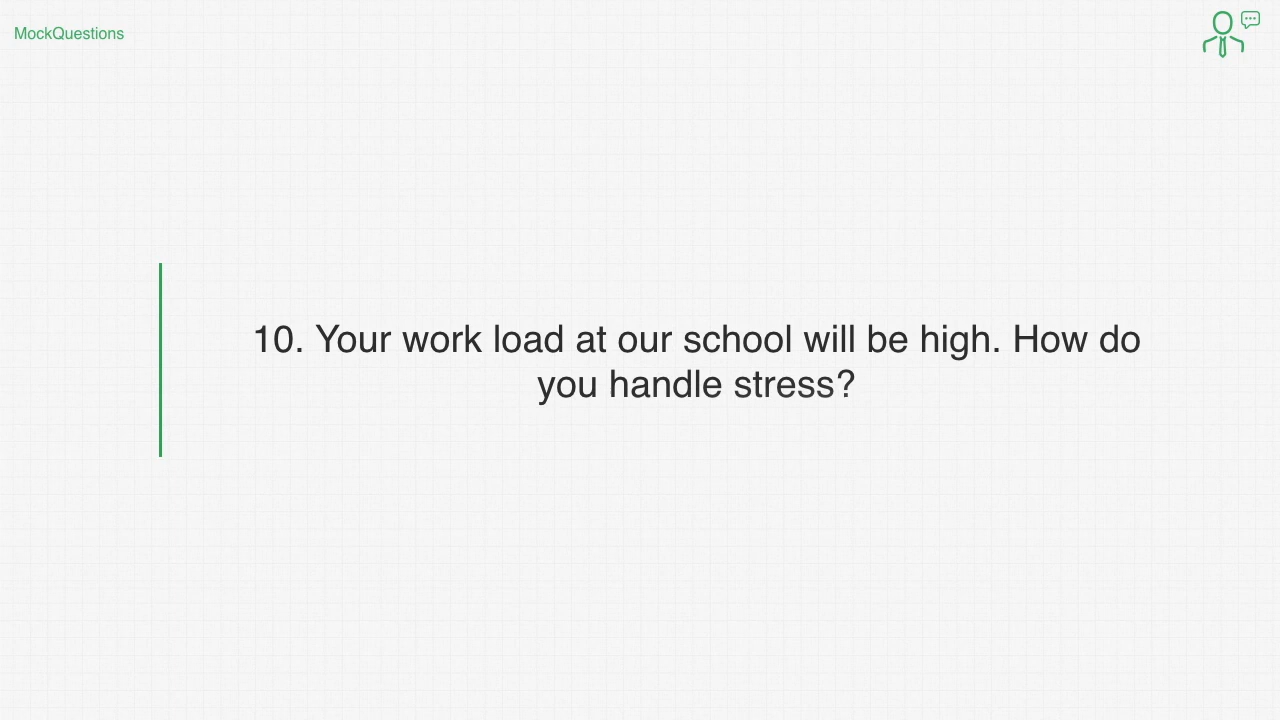 MockQuestions
10. Your work load at our school will be high. How do
you handle stress?